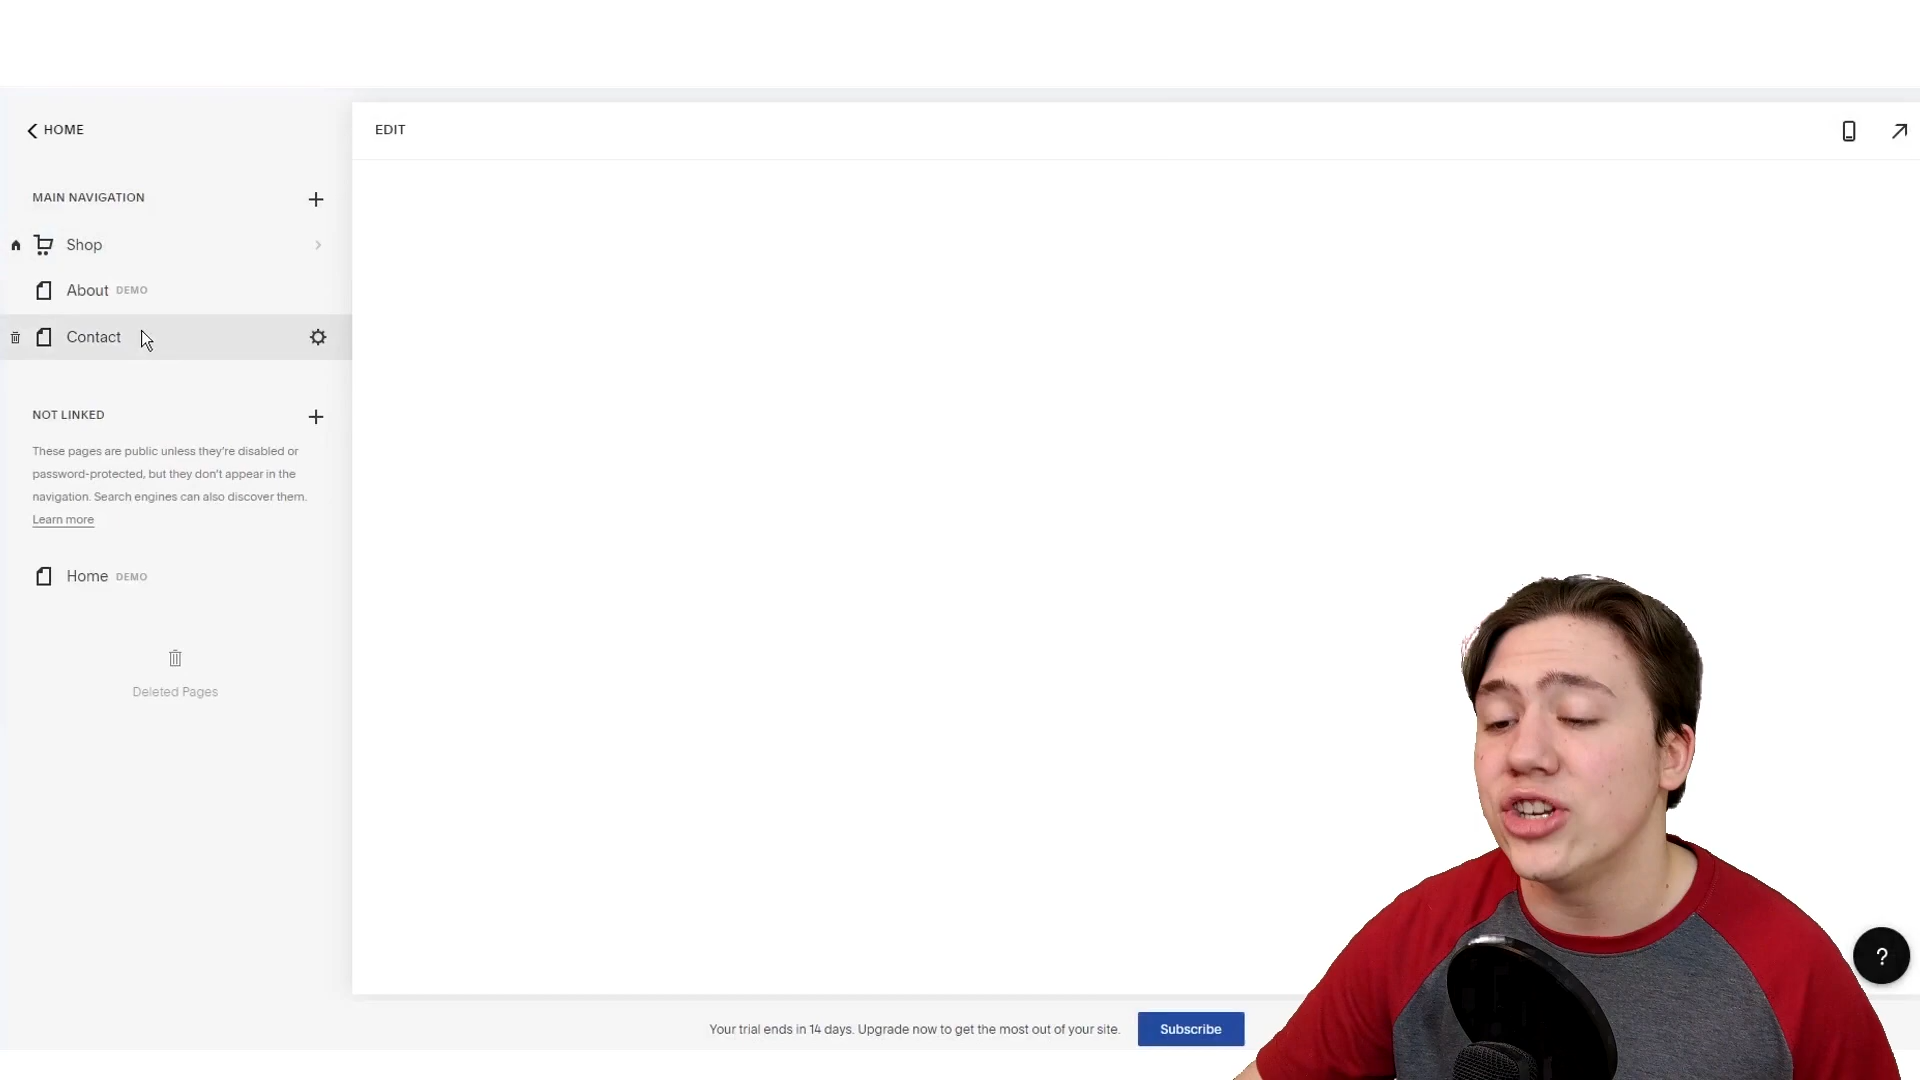 HOME
EDIT
MAIN NAVIGATION
Shop
About DEMO
Contact
NOT LINKED
These pages are public unless they're disabled or
password-protected, but they don't appear in the
navigation. Search engines can also discover them.
Learn more
Home DEMO
Deleted Pages
?
Your trial ends in 14 days. Upgrade now to get the most out of your site.
Subscribe